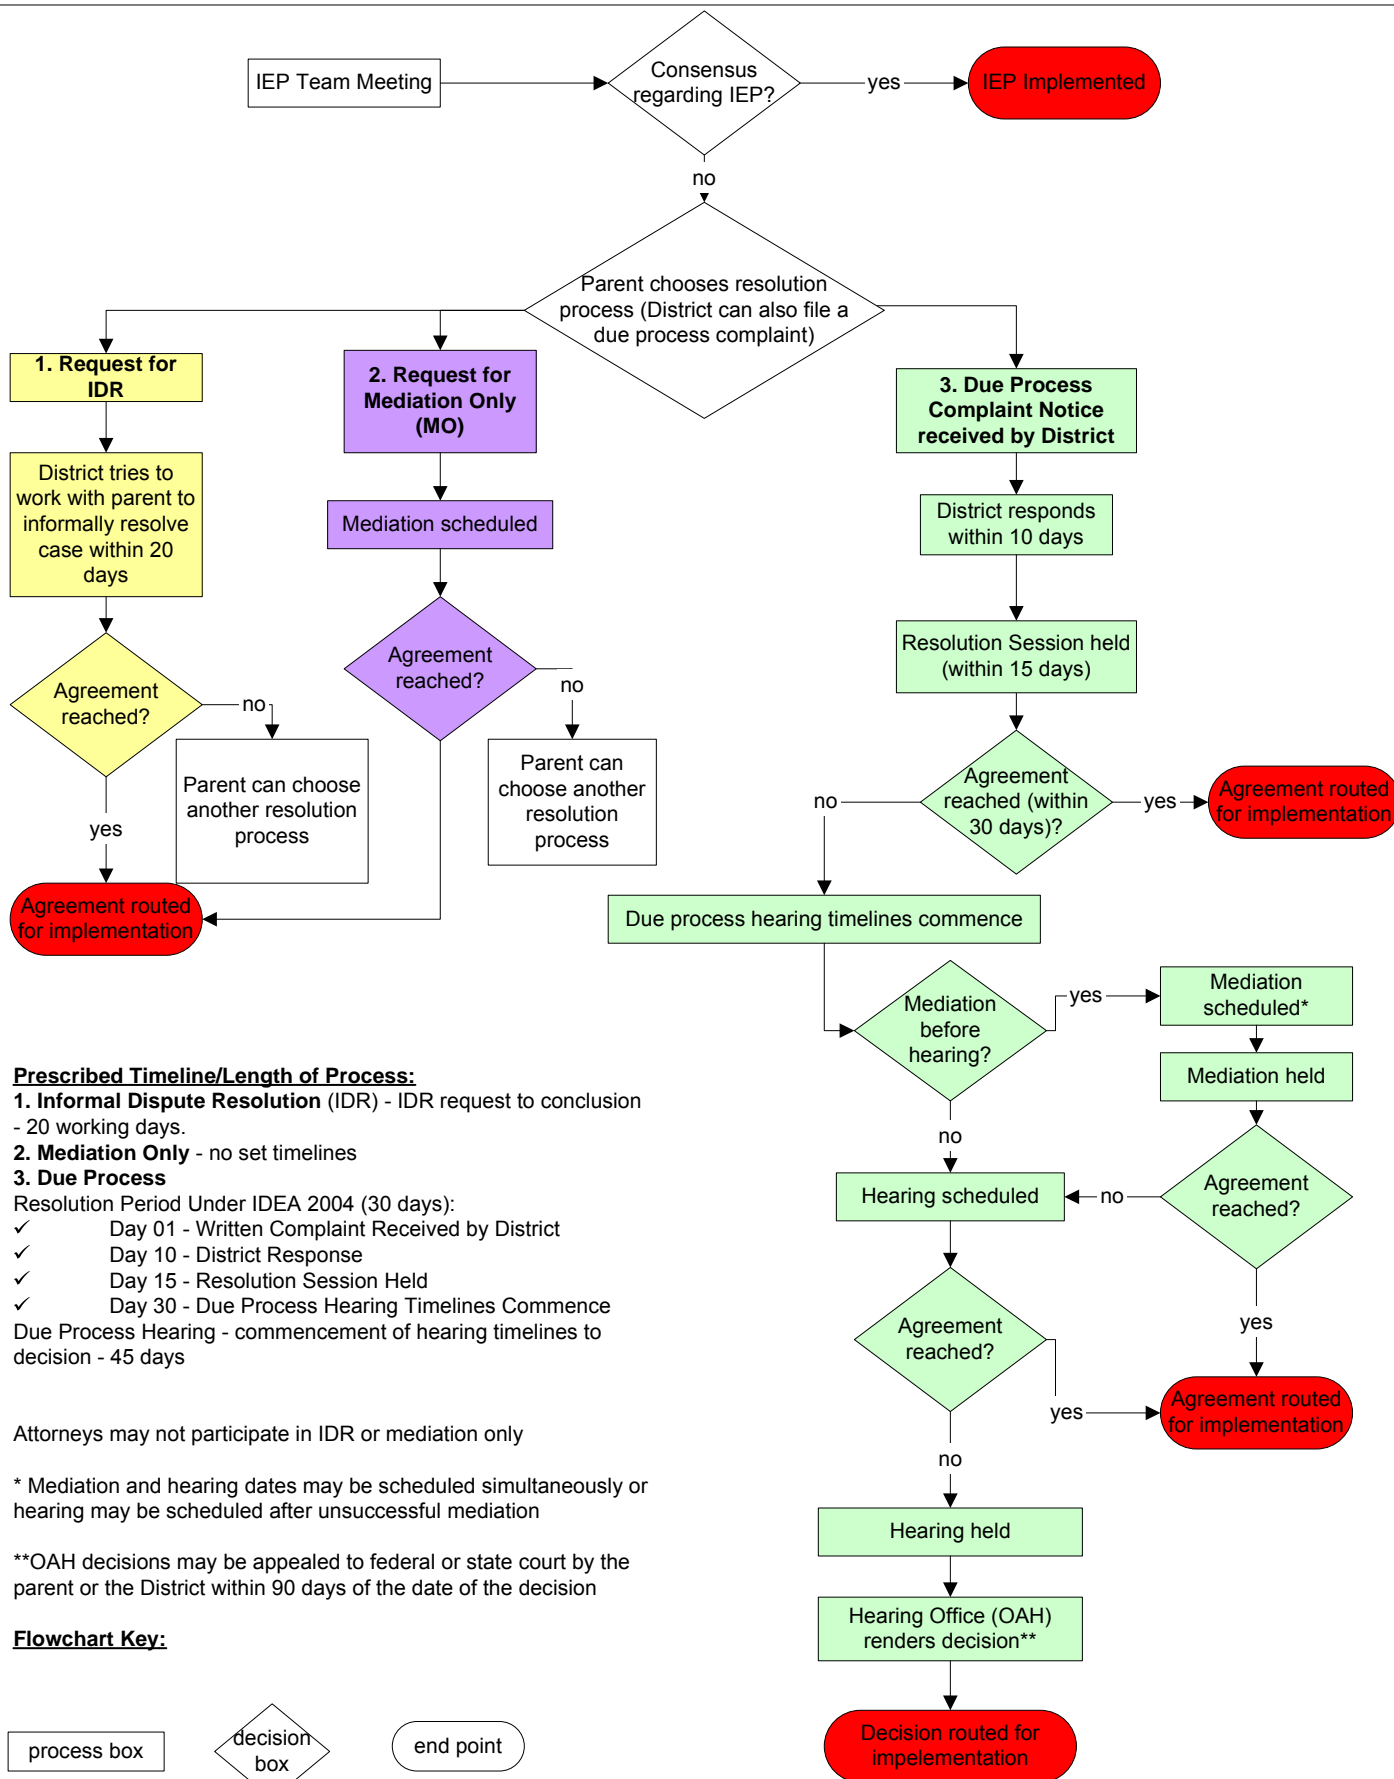 IEP Team Meeting
Consensus
regarding IEP?
yes
IEP Implemented
no
Parent chooses resolution
process (District can also file a
due process complaint)
1. Request for
IDR
District tries to
work with parent to
informally resolve
case within 20
days
Agreement
reached?
no
Parent can choose
another resolution
process
yes
Agreement routed
for implementation
2. Request for
Mediation Only
(MO)
Mediation scheduled
Agreement
reached?
no
Parent can
choose another
resolution
process
3. Due Process
Complaint Notice
received by District
District responds
within 10 days
Resolution Session held
(within 15 days)
Agreement
reached (within
30 days)?
yes
Agreement routed
for implementation
no
Due process hearing timelines commence
Mediation
before
hearing?
yes
Mediation
scheduled*
Mediation held
Agreement
reached?
no
yes
no
Hearing scheduled
Agreement
reached?
yes
Agreement routed
for implementation
no
Hearing held
Hearing Office (OAH)
renders decision**
Decision routed for
impelementation
Prescribed Timeline/Length of Process:
1. Informal Dispute Resolution (IDR) - IDR request to conclusion
- 20 working days.
2. Mediation Only - no set timelines
3. Due Process
Resolution Period Under IDEA 2004 (30 days):
✓ Day 01 - Written Complaint Received by District
✓ Day 10 - District Response
✓ Day 15 - Resolution Session Held
✓ Day 30 - Due Process Hearing Timelines Commence
Due Process Hearing - commencement of hearing timelines to
decision - 45 days
Attorneys may not participate in IDR or mediation only
* Mediation and hearing dates may be scheduled simultaneously or
hearing may be scheduled after unsuccessful mediation
**OAH decisions may be appealed to federal or state court by the
parent or the District within 90 days of the date of the decision
Flowchart Key:
process box
decision
box
end point